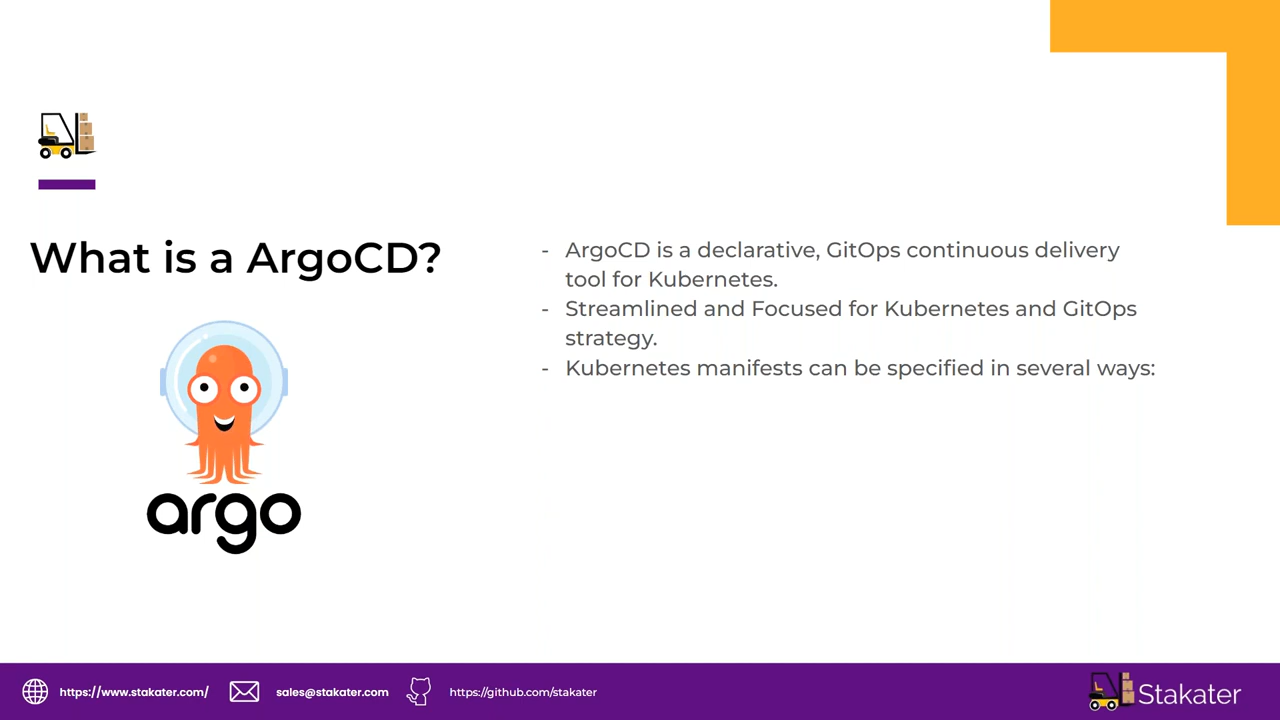 What is a ArgoCD?
argo
- ArgoCD is a declarative, GitOps continuous delivery
tool for Kubernetes.
- Streamlined and Focused for Kubernetes and GitOps
strategy.
- Kubernetes manifests can be specified in several ways:
https://www.stakater.com/
sales@stakater.com
https://github.com/stakater
Stakater